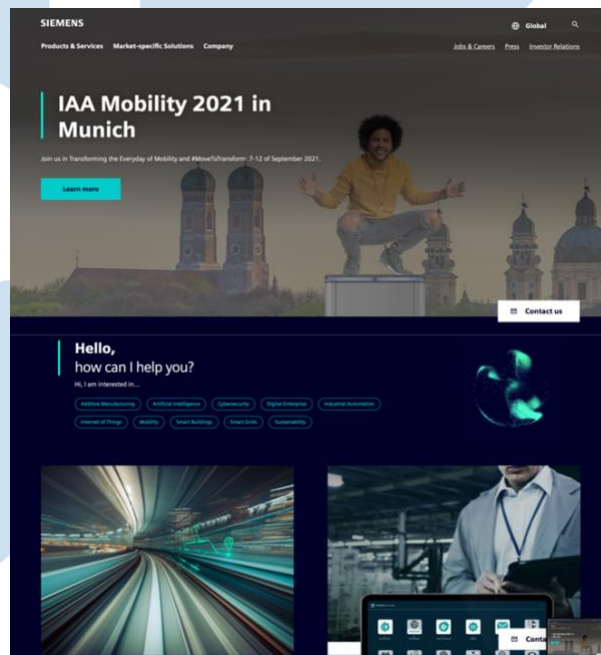 SIEMENS
Global
Products & Services Market-specific Solutions Company
Jobs & Careers Press Investor Relations
IAA Mobility 2021 in
Munich
Join us in Transforming the Everyday of Mobility and #MoveToTransform. 7-12 of September 2021.
Learn more
Contact us
Hello,
how can I help you?
Hi, I am interested in...
Additive Manufacturing Artificial Intelligence Cybersecurity Digital Enterprise Industrial Automation
Internet of Things Mobility Smart Buildings Smart Grids Sustainability